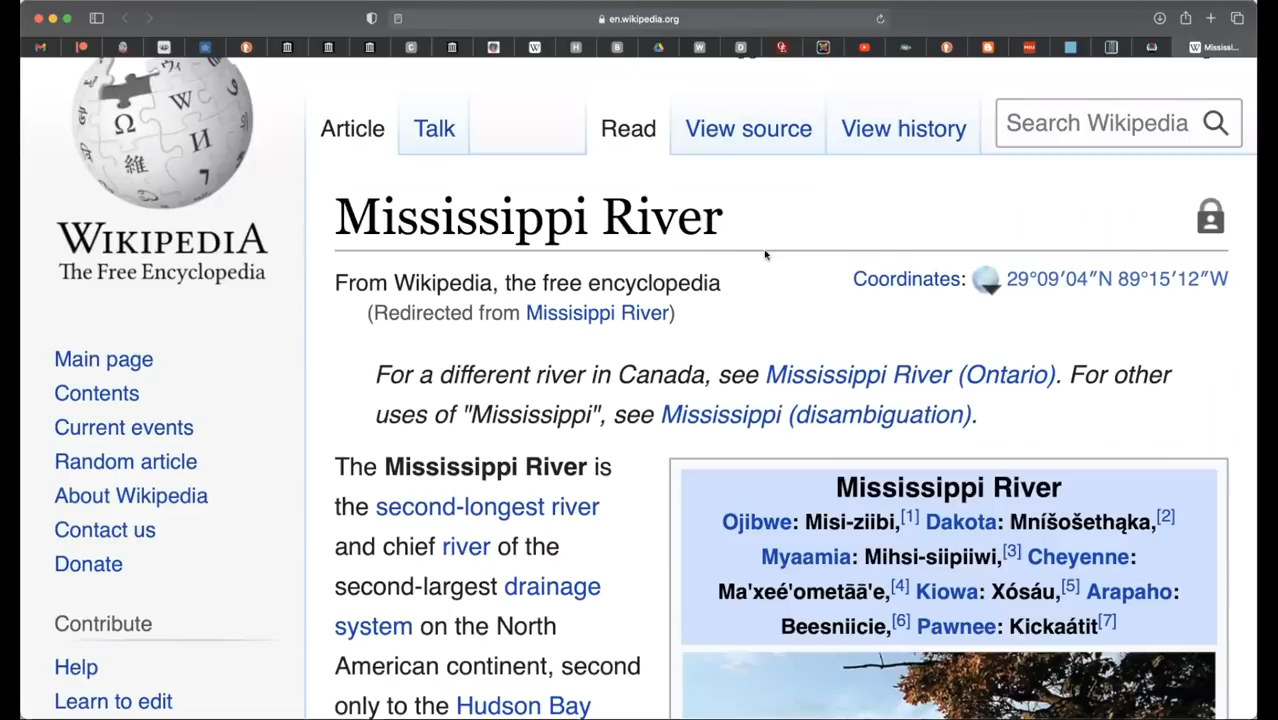 en.wikipedia.org
Mississi...
WIKIPEDIA
The Free Encyclopedia
Main page
Contents
Current events
Random article
About Wikipedia
Contact us
Donate
Contribute
Help
Learn to edit
Article
Talk
Read
View source
View history
Search Wikipedia
Mississippi River
From Wikipedia, the free encyclopedia
Coordinates: 29°09′04″N 89°15′12″W
(Redirected from Missisippi River)
For a different river in Canada, see Mississippi River (Ontario). For other
uses of "Mississippi", see Mississippi (disambiguation).
The Mississippi River is
the second-longest river
and chief river of the
second-largest drainage
system on the North
American continent, second
only to the Hudson Bay
Mississippi River
Ojibwe: Misi-ziibi,[1] Dakota: Mníšošethąka,[2]
Myaamia: Mihsi-siipiiwi,[3] Cheyenne:
Ma'xeé'ometāā'e,[4] Kiowa: Xósáu,[5] Arapaho:
Beesniicie,[6] Pawnee: Kickaátit[7]